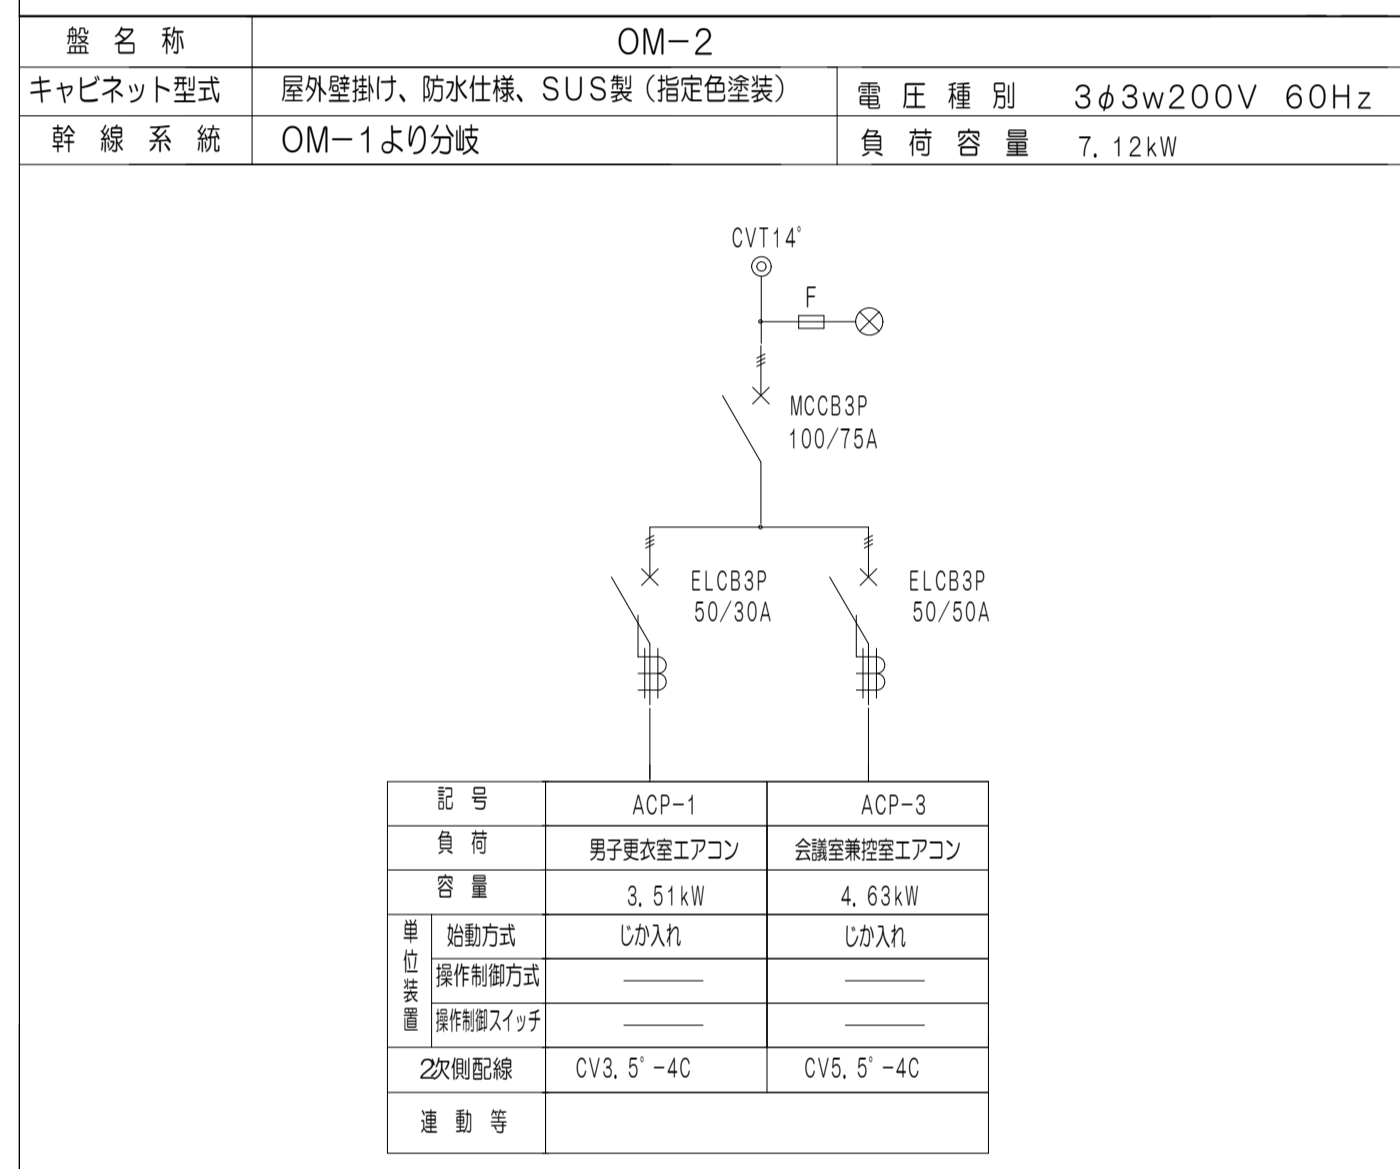 盤名称 OM-2
キャビネット型式 屋外壁掛け、防水仕様、SUS製（指定色塗装） 電圧種別 3φ3w200V 60Hz
幹線系統 OM-1より分岐 負荷容量 7.12kW
CVT14°
F
MCCB3P
100/75A
ELCB3P ELCB3P
50/30A 50/50A
記号 ACP-1 ACP-3
負荷 男子更衣室エアコン 会議室兼控室エアコン
容量 3.51kW 4.63kW
単位装置 始動方式 じか入れ じか入れ
操作制御方式 ——— ———
操作制御スイッチ ——— ———
2次側配線 CV3.5°-4C CV5.5°-4C
連動等